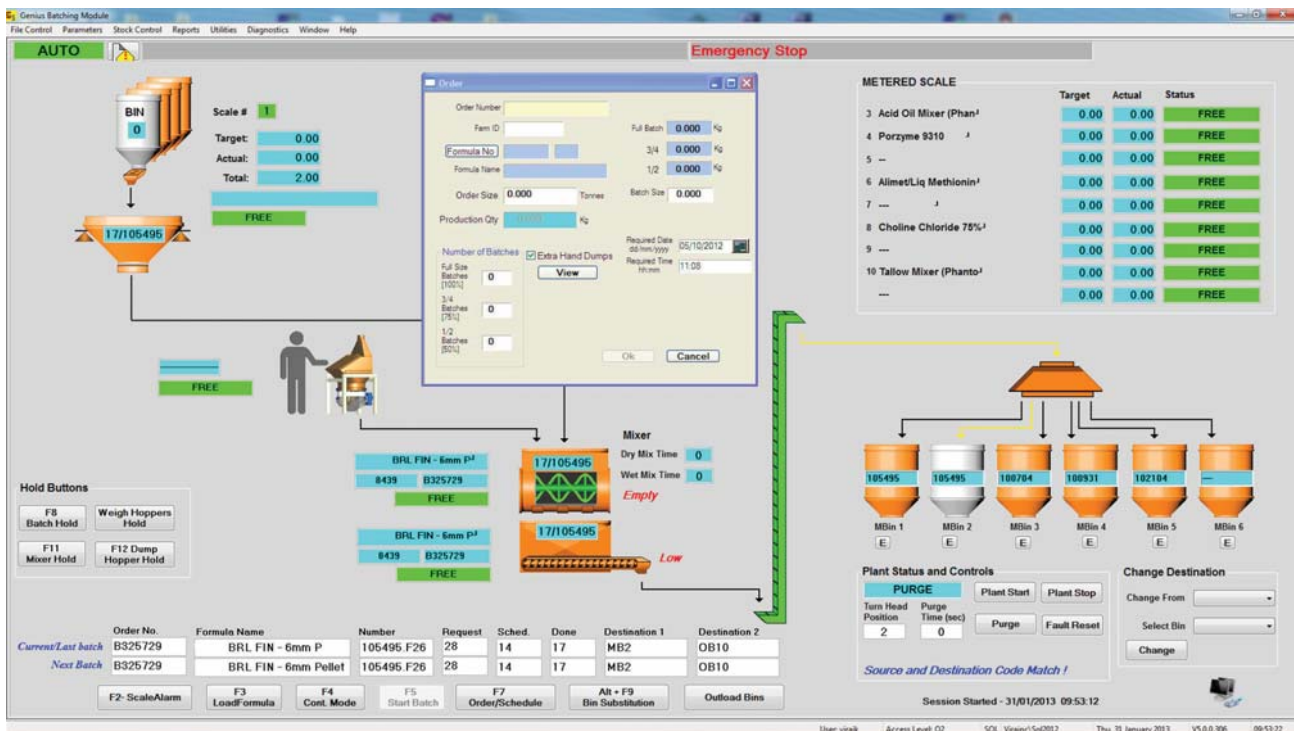 Genius Batching Module
File Control Parameters Stock Control Reports Utilities Diagnostics Window Help
AUTO
Emergency Stop
BIN
0
Scale # 1
Target: 0.00
Actual: 0.00
Total: 2.00
FREE
17/105495
FREE
Order
Order Number
Farm ID
Full Batch 0.000 Kg
Formula No
3/4 0.000 Kg
Formula Name
1/2 0.000 Kg
Order Size 0.000 Tonnes
Batch Size 0.000
Production Qty Kg
Required Date
dd/mm/yyyy 05/10/2012
Required Time
hh:mm 11:08
Number of Batches
Extra Hand Dumps
View
Full Size
Batches
[100%] 0
3/4
Batches
[75%] 0
1/2
Batches
[50%] 0
Ok Cancel
METERED SCALE
Target Actual Status
3 Acid Oil Mixer (Phan 0.00 0.00 FREE
4 Porzyme 9310 0.00 0.00 FREE
5 -- 0.00 0.00 FREE
6 Alimet/Liq Methionin 0.00 0.00 FREE
7 --- 0.00 0.00 FREE
8 Choline Chloride 75% 0.00 0.00 FREE
9 --- 0.00 0.00 FREE
10 Tallow Mixer (Phanto 0.00 0.00 FREE
--- 0.00 0.00 FREE
Mixer
Dry Mix Time 0
Wet Mix Time 0
Empty
17/105495
BRL FIN - 6mm P
8439 B325729
FREE
17/105495
Low
BRL FIN - 6mm P
8439 B325729
FREE
105495 105495 100704 100931 102104 ---
MBin 1 MBin 2 MBin 3 MBin 4 MBin 5 MBin 6
E E E E E E
Hold Buttons
F8
Batch Hold
Weigh Hoppers
Hold
F11
Mixer Hold
F12 Dump
Hopper Hold
Plant Status and Controls
PURGE
Plant Start Plant Stop
Turn Head
Position
2
Purge
Time (sec)
0
Purge Fault Reset
Source and Destination Code Match !
Change Destination
Change From
Select Bin
Change
Order No. Formula Name Number Request Sched. Done Destination 1 Destination 2
Current/Last batch B325729 BRL FIN - 6mm P 105495.F26 28 14 17 MB2 OB10
Next Batch B325729 BRL FIN - 6mm Pellet 105495.F26 28 14 17 MB2 OB10
F2- ScaleAlarm
F3
LoadFormula
F4
Cont. Mode
F5
Start Batch
F7
Order/Schedule
Alt + F9
Bin Substitution
Outload Bins
Session Started - 31/01/2013 09:53:12
User: viraik Access Level: O2 Thu, 31 January 2013 V5.0.0.306 09:53:22